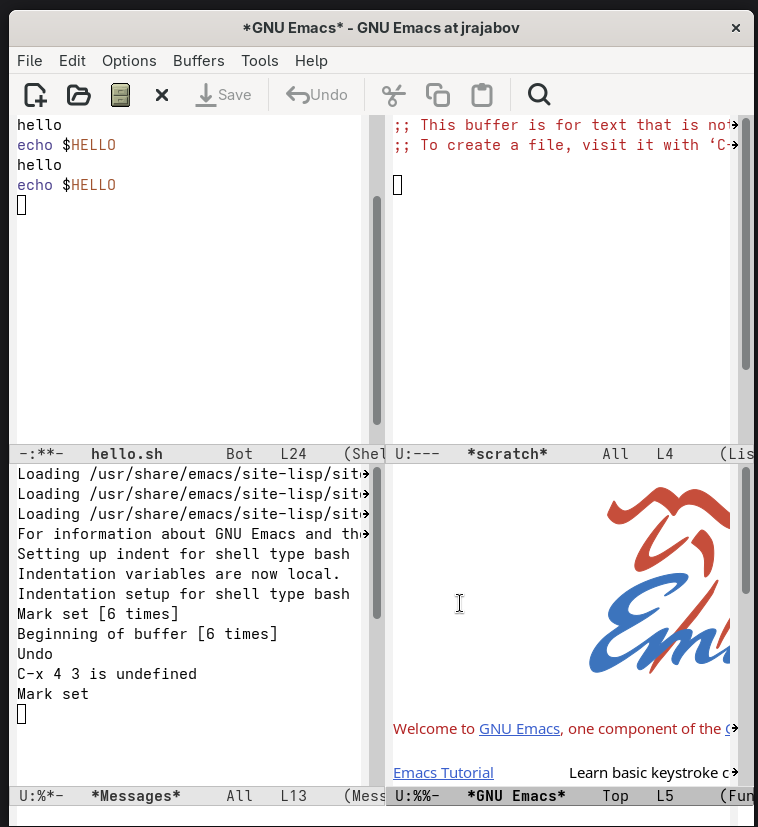 *GNU Emacs* - GNU Emacs at jrajabov
File Edit Options Buffers Tools Help
Save Undo
hello
echo $HELLO
hello
echo $HELLO
-:**- hello.sh Bot L24 (Shel
;; This buffer is for text that is not
;; To create a file, visit it with ‘C-
U:--- *scratch* All L4 (Lis
Loading /usr/share/emacs/site-lisp/site
Loading /usr/share/emacs/site-lisp/site
Loading /usr/share/emacs/site-lisp/site
For information about GNU Emacs and the
Setting up indent for shell type bash
Indentation variables are now local.
Indentation setup for shell type bash
Mark set [6 times]
Beginning of buffer [6 times]
Undo
C-x 4 3 is undefined
Mark set
U:%*- *Messages* All L13 (Mess
Em
Welcome to GNU Emacs, one component of the G
Emacs Tutorial Learn basic keystroke c
U:%%- *GNU Emacs* Top L5 (Fun